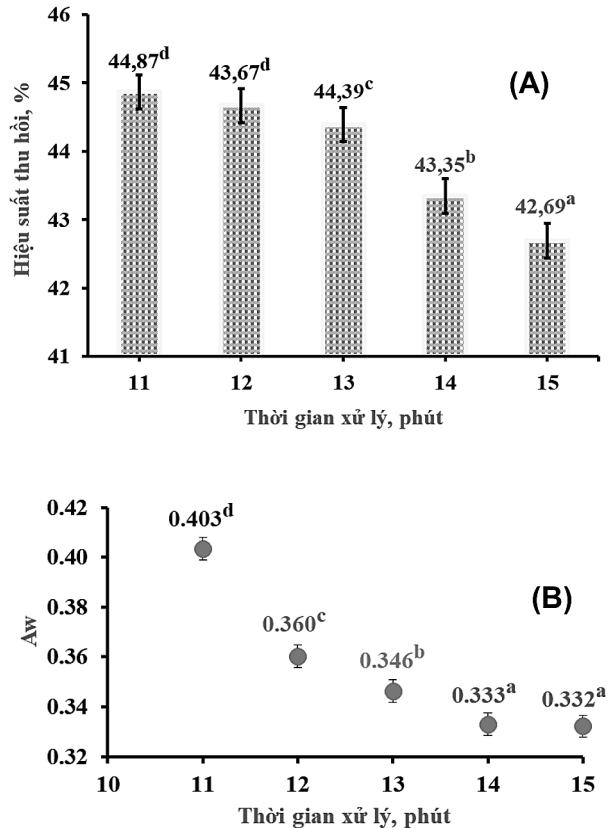 46
45
44
43
42
41
Hiệu suất thu hồi, %
44,87ᵈ
43,67ᵈ
44,39ᶜ
43,35ᵇ
42,69ᵃ
(A)
11 12 13 14 15
Thời gian xử lý, phút
0.42
0.40
0.38
0.36
0.34
0.32
Aw
0.403ᵈ
0.360ᶜ
0.346ᵇ
0.333ᵃ
0.332ᵃ
(B)
10 11 12 13 14 15
Thời gian xử lý, phút